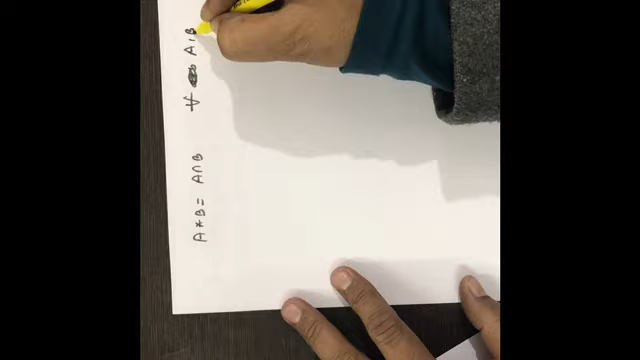 A * B = A ∩ B ∀ A, B